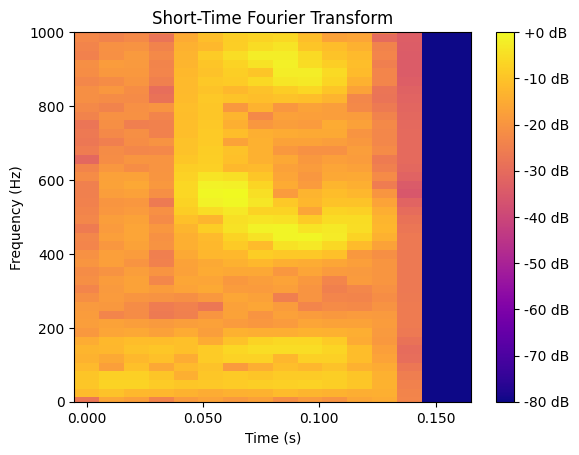 Short-Time Fourier Transform
1000
800
600
400
200
0
Frequency (Hz)
0.000
0.050
0.100
0.150
Time (s)
+0 dB
-10 dB
-20 dB
-30 dB
-40 dB
-50 dB
-60 dB
-70 dB
-80 dB